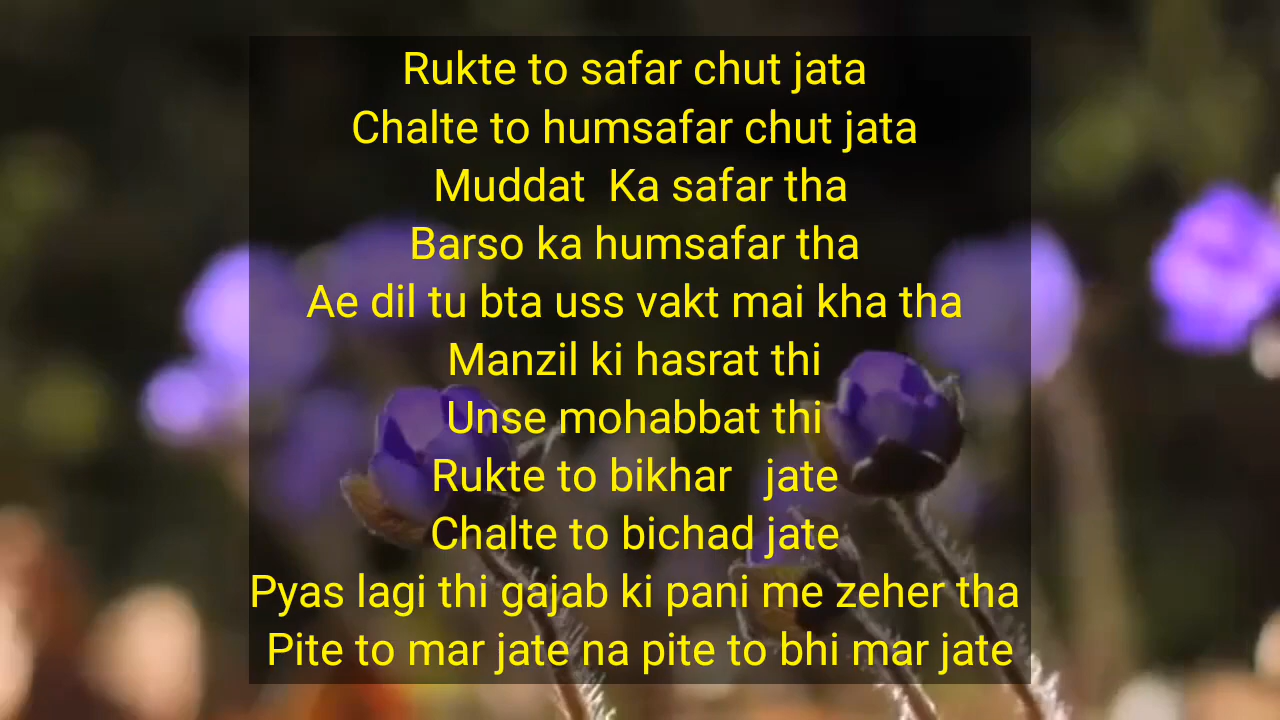 Rukte to safar chut jata
Chalte to humsafar chut jata
Muddat  Ka safar tha
Barso ka humsafar tha
Ae dil tu bta uss vakt mai kha tha
Manzil ki hasrat thi
Unse mohabbat thi
Rukte to bikhar   jate
Chalte to bichad jate
Pyas lagi thi gajab ki pani me zeher tha
Pite to mar jate na pite to bhi mar jate